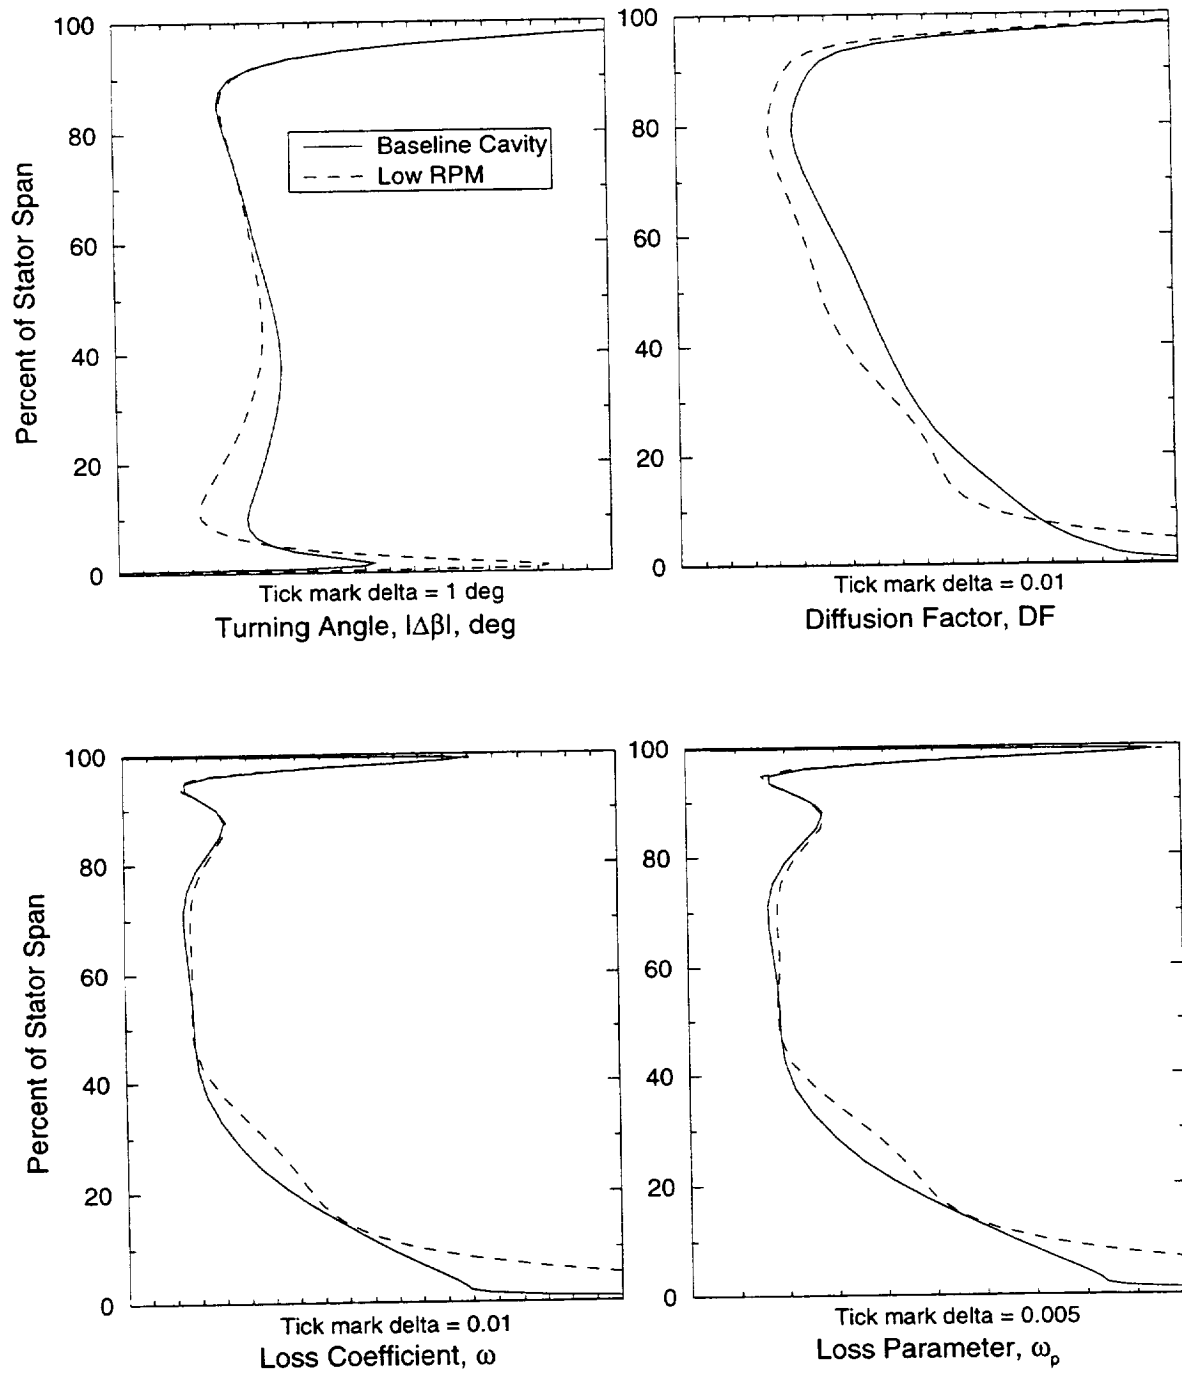 100
80
60
40
20
0
Percent of Stator Span
Baseline Cavity
Low RPM
Tick mark delta = 1 deg
Turning Angle, |Δβ|, deg
100
80
60
40
20
0
Tick mark delta = 0.01
Diffusion Factor, DF
100
80
60
40
20
0
Percent of Stator Span
Tick mark delta = 0.01
Loss Coefficient, ω
100
80
60
40
20
0
Tick mark delta = 0.005
Loss Parameter, ωp